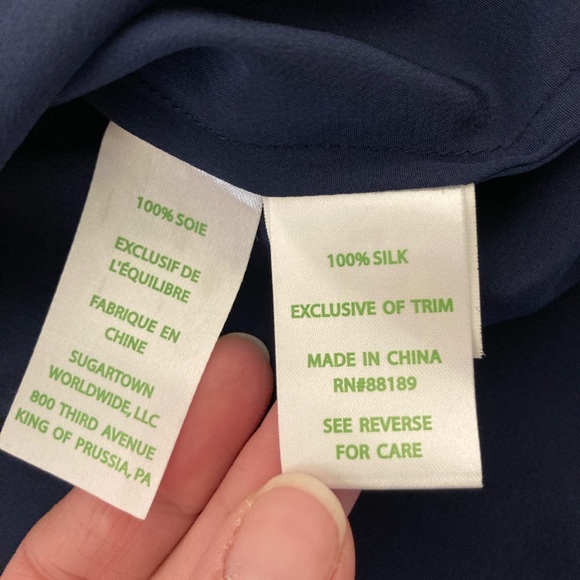 100% SOIE
EXCLUSIF DE
L'ÉQUILIBRE
FABRIQUE EN
CHINE
SUGARTOWN
WORLDWIDE, LLC
800 THIRD AVENUE
KING OF PRUSSIA, PA
100% SILK
EXCLUSIVE OF TRIM
MADE IN CHINA
RN#88189
SEE REVERSE
FOR CARE